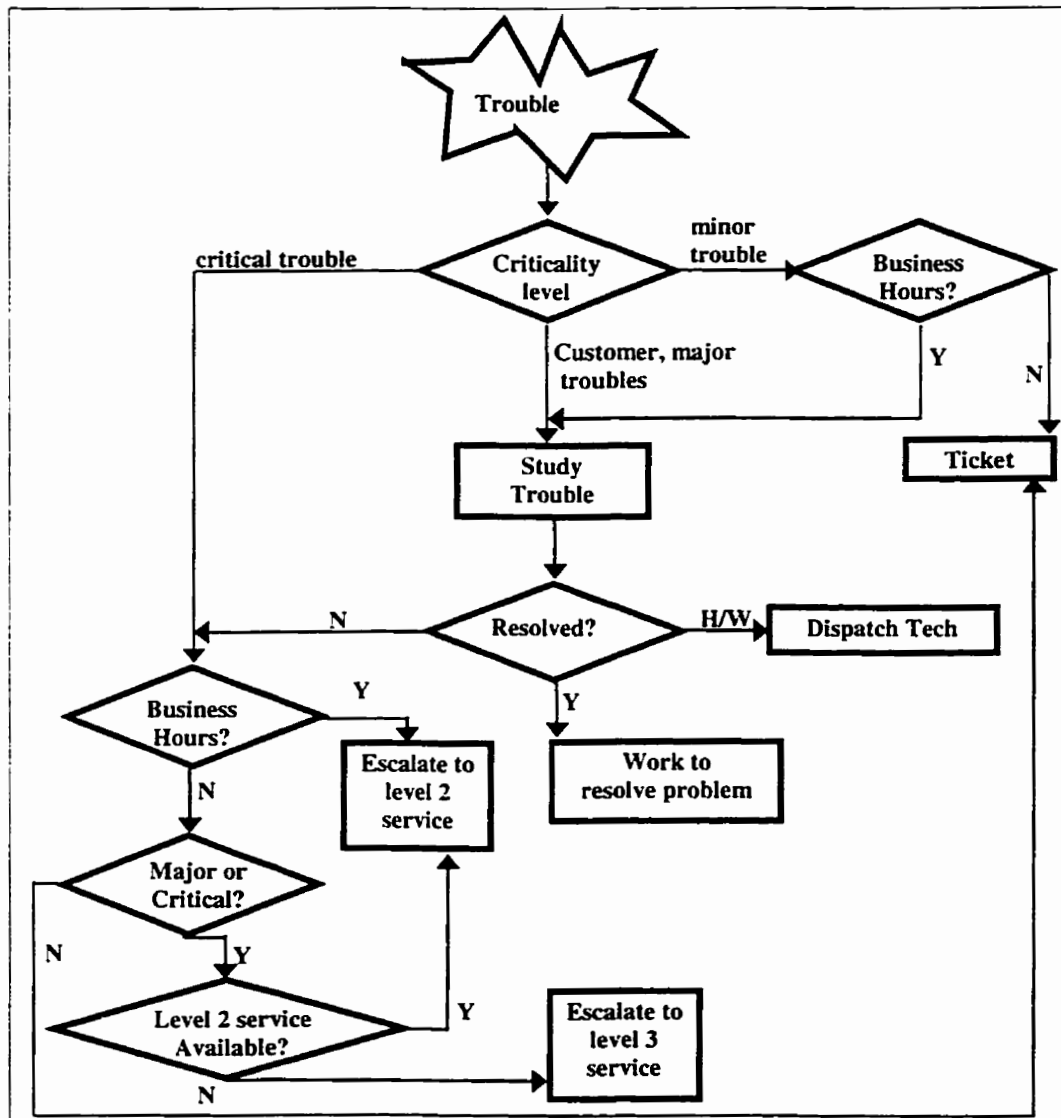 Trouble
critical trouble
Criticality
level
minor
trouble
Business
Hours?
Customer, major
troubles
Y
N
Study
Trouble
Ticket
N
Resolved?
H/W
Dispatch Tech
Y
Business
Hours?
Y
Escalate to
level 2
service
Work to
resolve problem
N
Major or
Critical?
N
Y
Level 2 service
Available?
Y
N
Escalate to
level 3
service